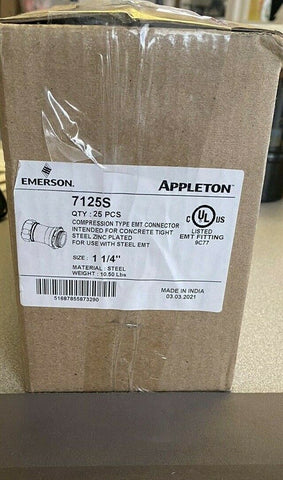 EMERSON.
APPLETON™
7125S
QTY : 25 PCS
COMPRESSION TYPE EMT CONNECTOR
INTENDED FOR CONCRETE TIGHT
STEEL ZINC PLATED
FOR USE WITH STEEL EMT
SIZE : 1 1/4"
MATERIAL : STEEL
WEIGHT : 10.50 Lbs
C UL US
LISTED
EMT FITTING
9C77
MADE IN INDIA
03.03.2021